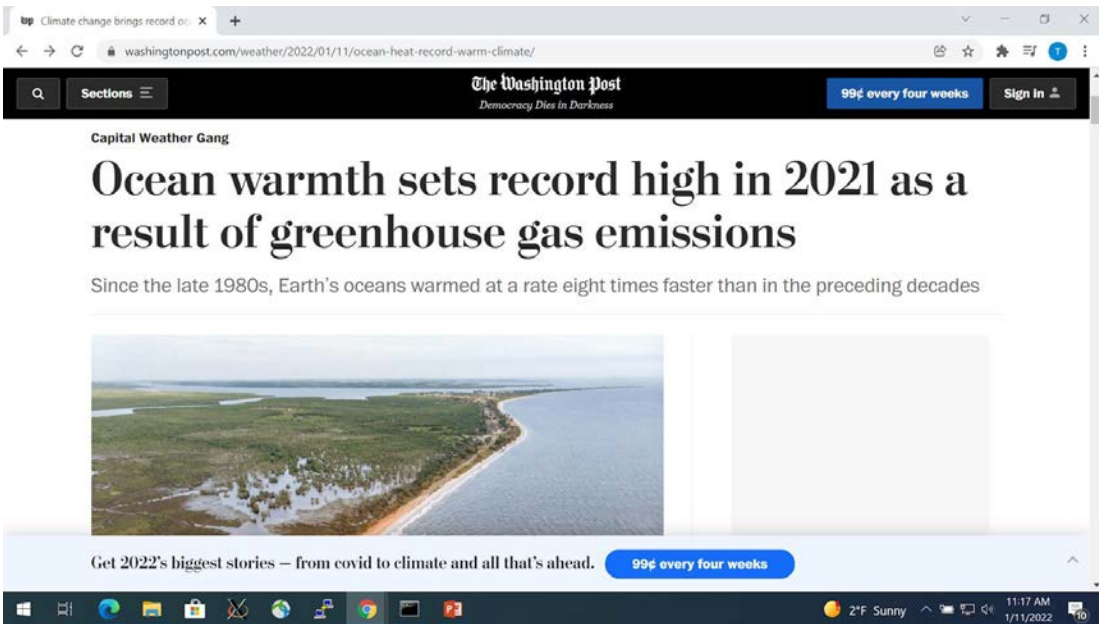 wp Climate change brings record oc
washingtonpost.com/weather/2022/01/11/ocean-heat-record-warm-climate/
T
Sections
The Washington Post
Democracy Dies in Darkness
99¢ every four weeks
Sign in
Capital Weather Gang
Ocean warmth sets record high in 2021 as a
result of greenhouse gas emissions
Since the late 1980s, Earth's oceans warmed at a rate eight times faster than in the preceding decades
Get 2022's biggest stories — from covid to climate and all that's ahead.
99¢ every four weeks
2°F Sunny
11:17 AM
1/11/2022
10